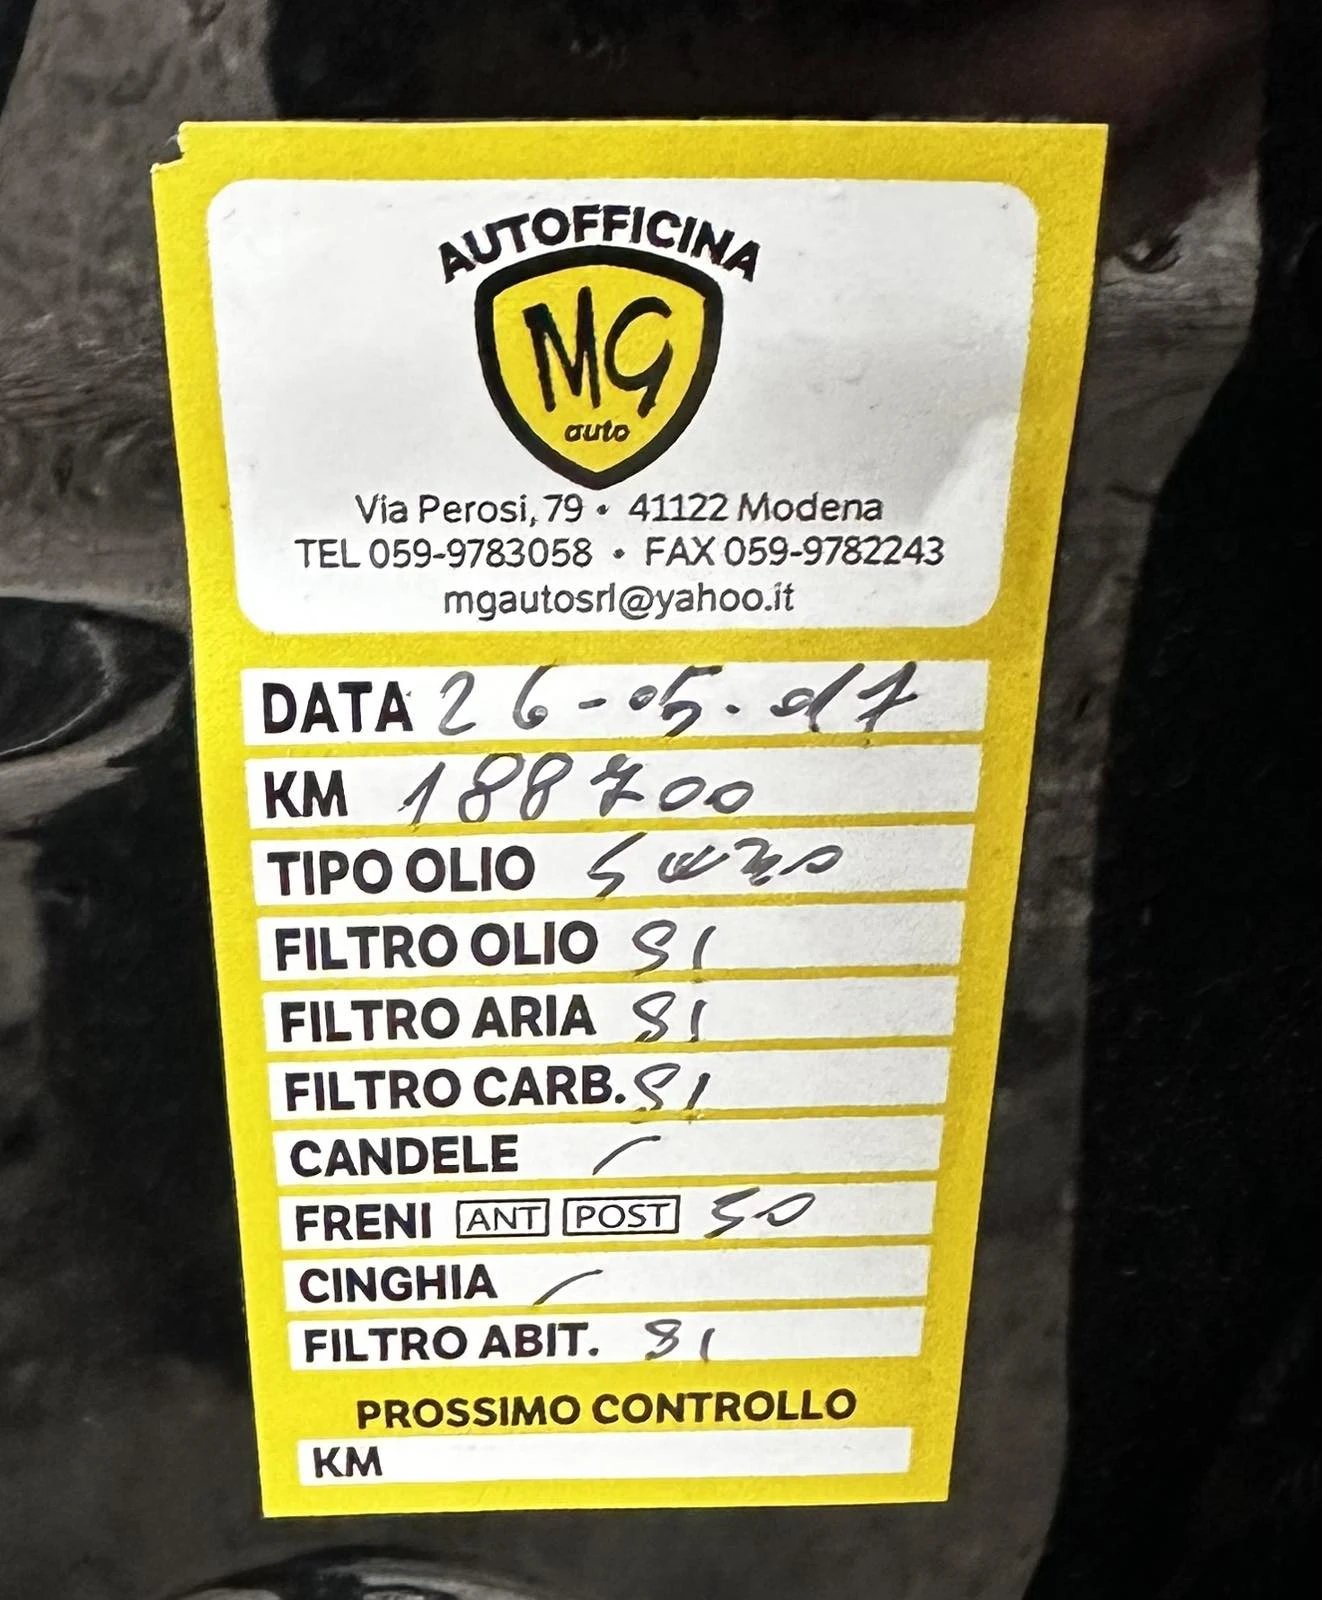 AUTOFFICINA
MG
auto
Via Perosi, 79 • 41122 Modena
TEL 059-9783058 • FAX 059-9782243
mgautosrl@yahoo.it
DATA 26-05.
KM 188700
TIPO OLIO 5W30
FILTRO OLIO SI
FILTRO ARIA SI
FILTRO CARB. SI
CANDELE
FRENI ANT POST 50
CINGHIA
FILTRO ABIT. SI
PROSSIMO CONTROLLO
KM